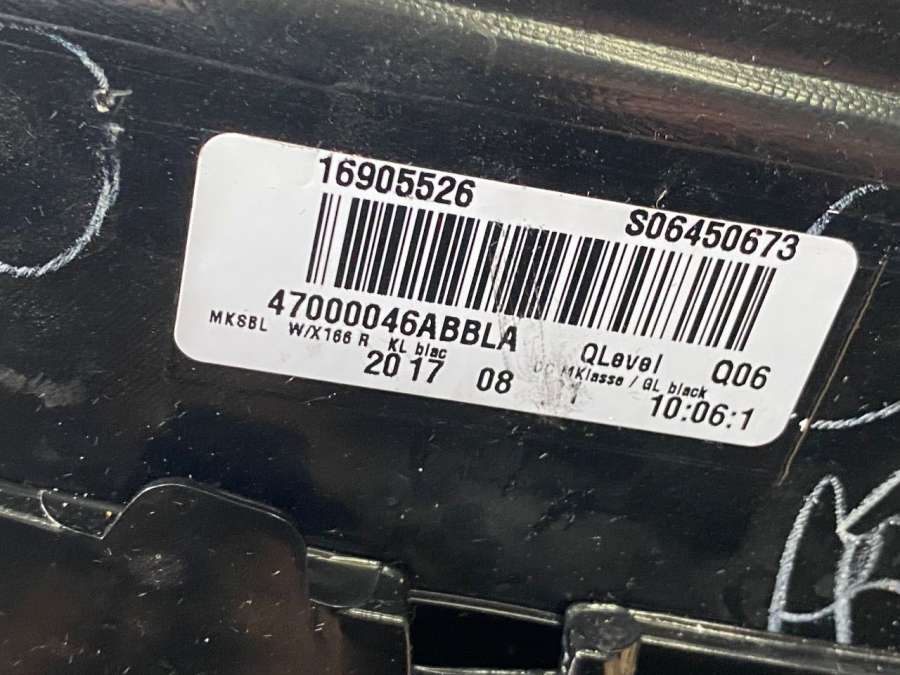 16905526
S06450673
47000046ABBLA
QLevel Q06
MKSBL W/X166 R KL blac
MKlasse / GL black
2017 08
10:06:1